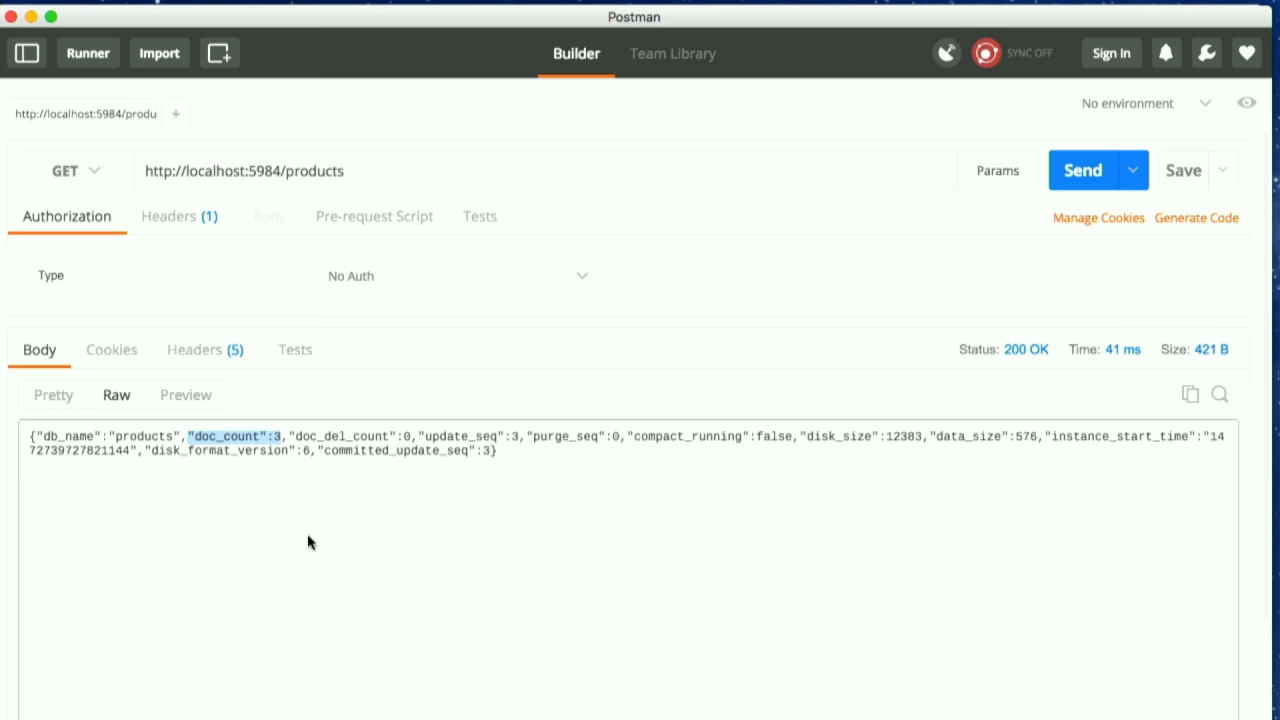 Postman
Runner Import Builder Team Library SYNC OFF Sign In
http://localhost:5984/produ + No environment
GET http://localhost:5984/products Params Send Save
Authorization Headers (1) Body Pre-request Script Tests Manage Cookies Generate Code
Type No Auth
Body Cookies Headers (5) Tests Status: 200 OK Time: 41 ms Size: 421 B
Pretty Raw Preview
{"db_name":"products","doc_count":3,"doc_del_count":0,"update_seq":3,"purge_seq":0,"compact_running":false,"disk_size":12383,"data_size":576,"instance_start_time":"14
72739727821144","disk_format_version":6,"committed_update_seq":3}